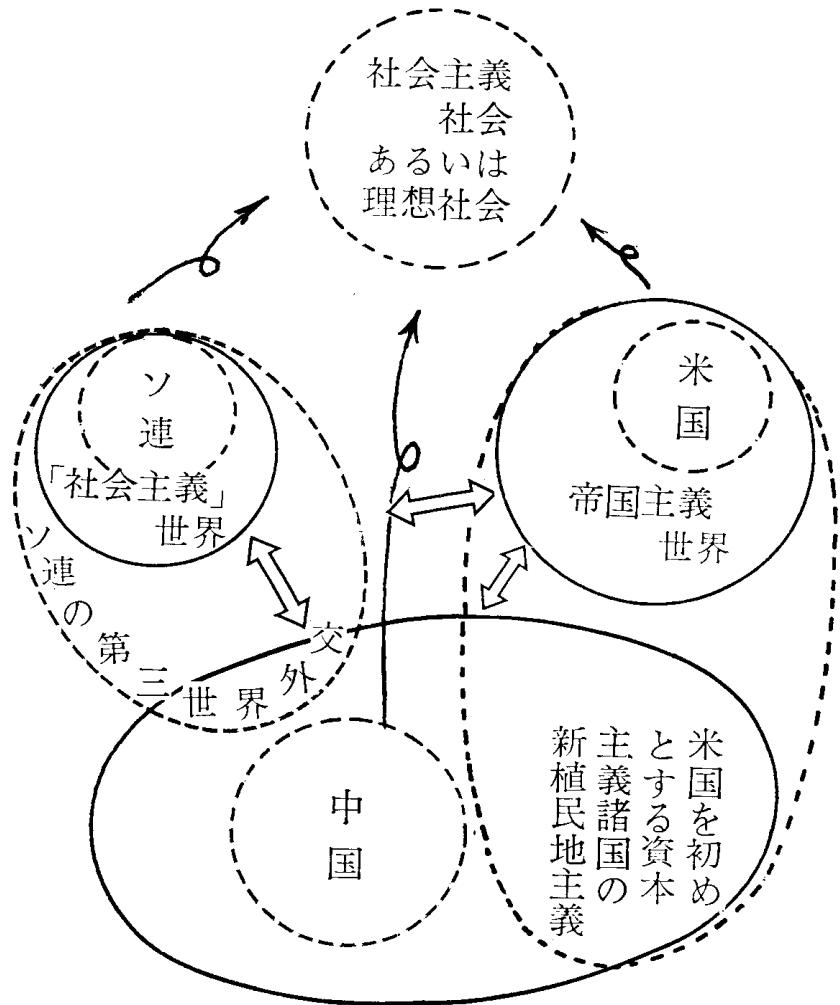 社会主義
社会
あるいは
理想社会
ソ連
「社会主義」
世界
ソ連の第三世界外交
米国
帝国主義
世界
中国
米国を初め
とする資本
主義諸国の
新植民地主義